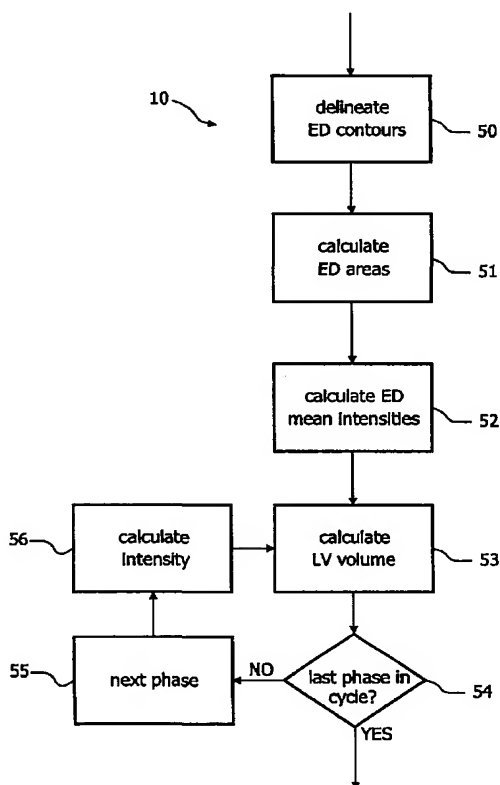 10
delineate
ED contours
50
calculate
ED areas
51
calculate ED
mean intensities
52
56
calculate
intensity
calculate
LV volume
53
55
next phase
NO
last phase in
cycle?
54
YES